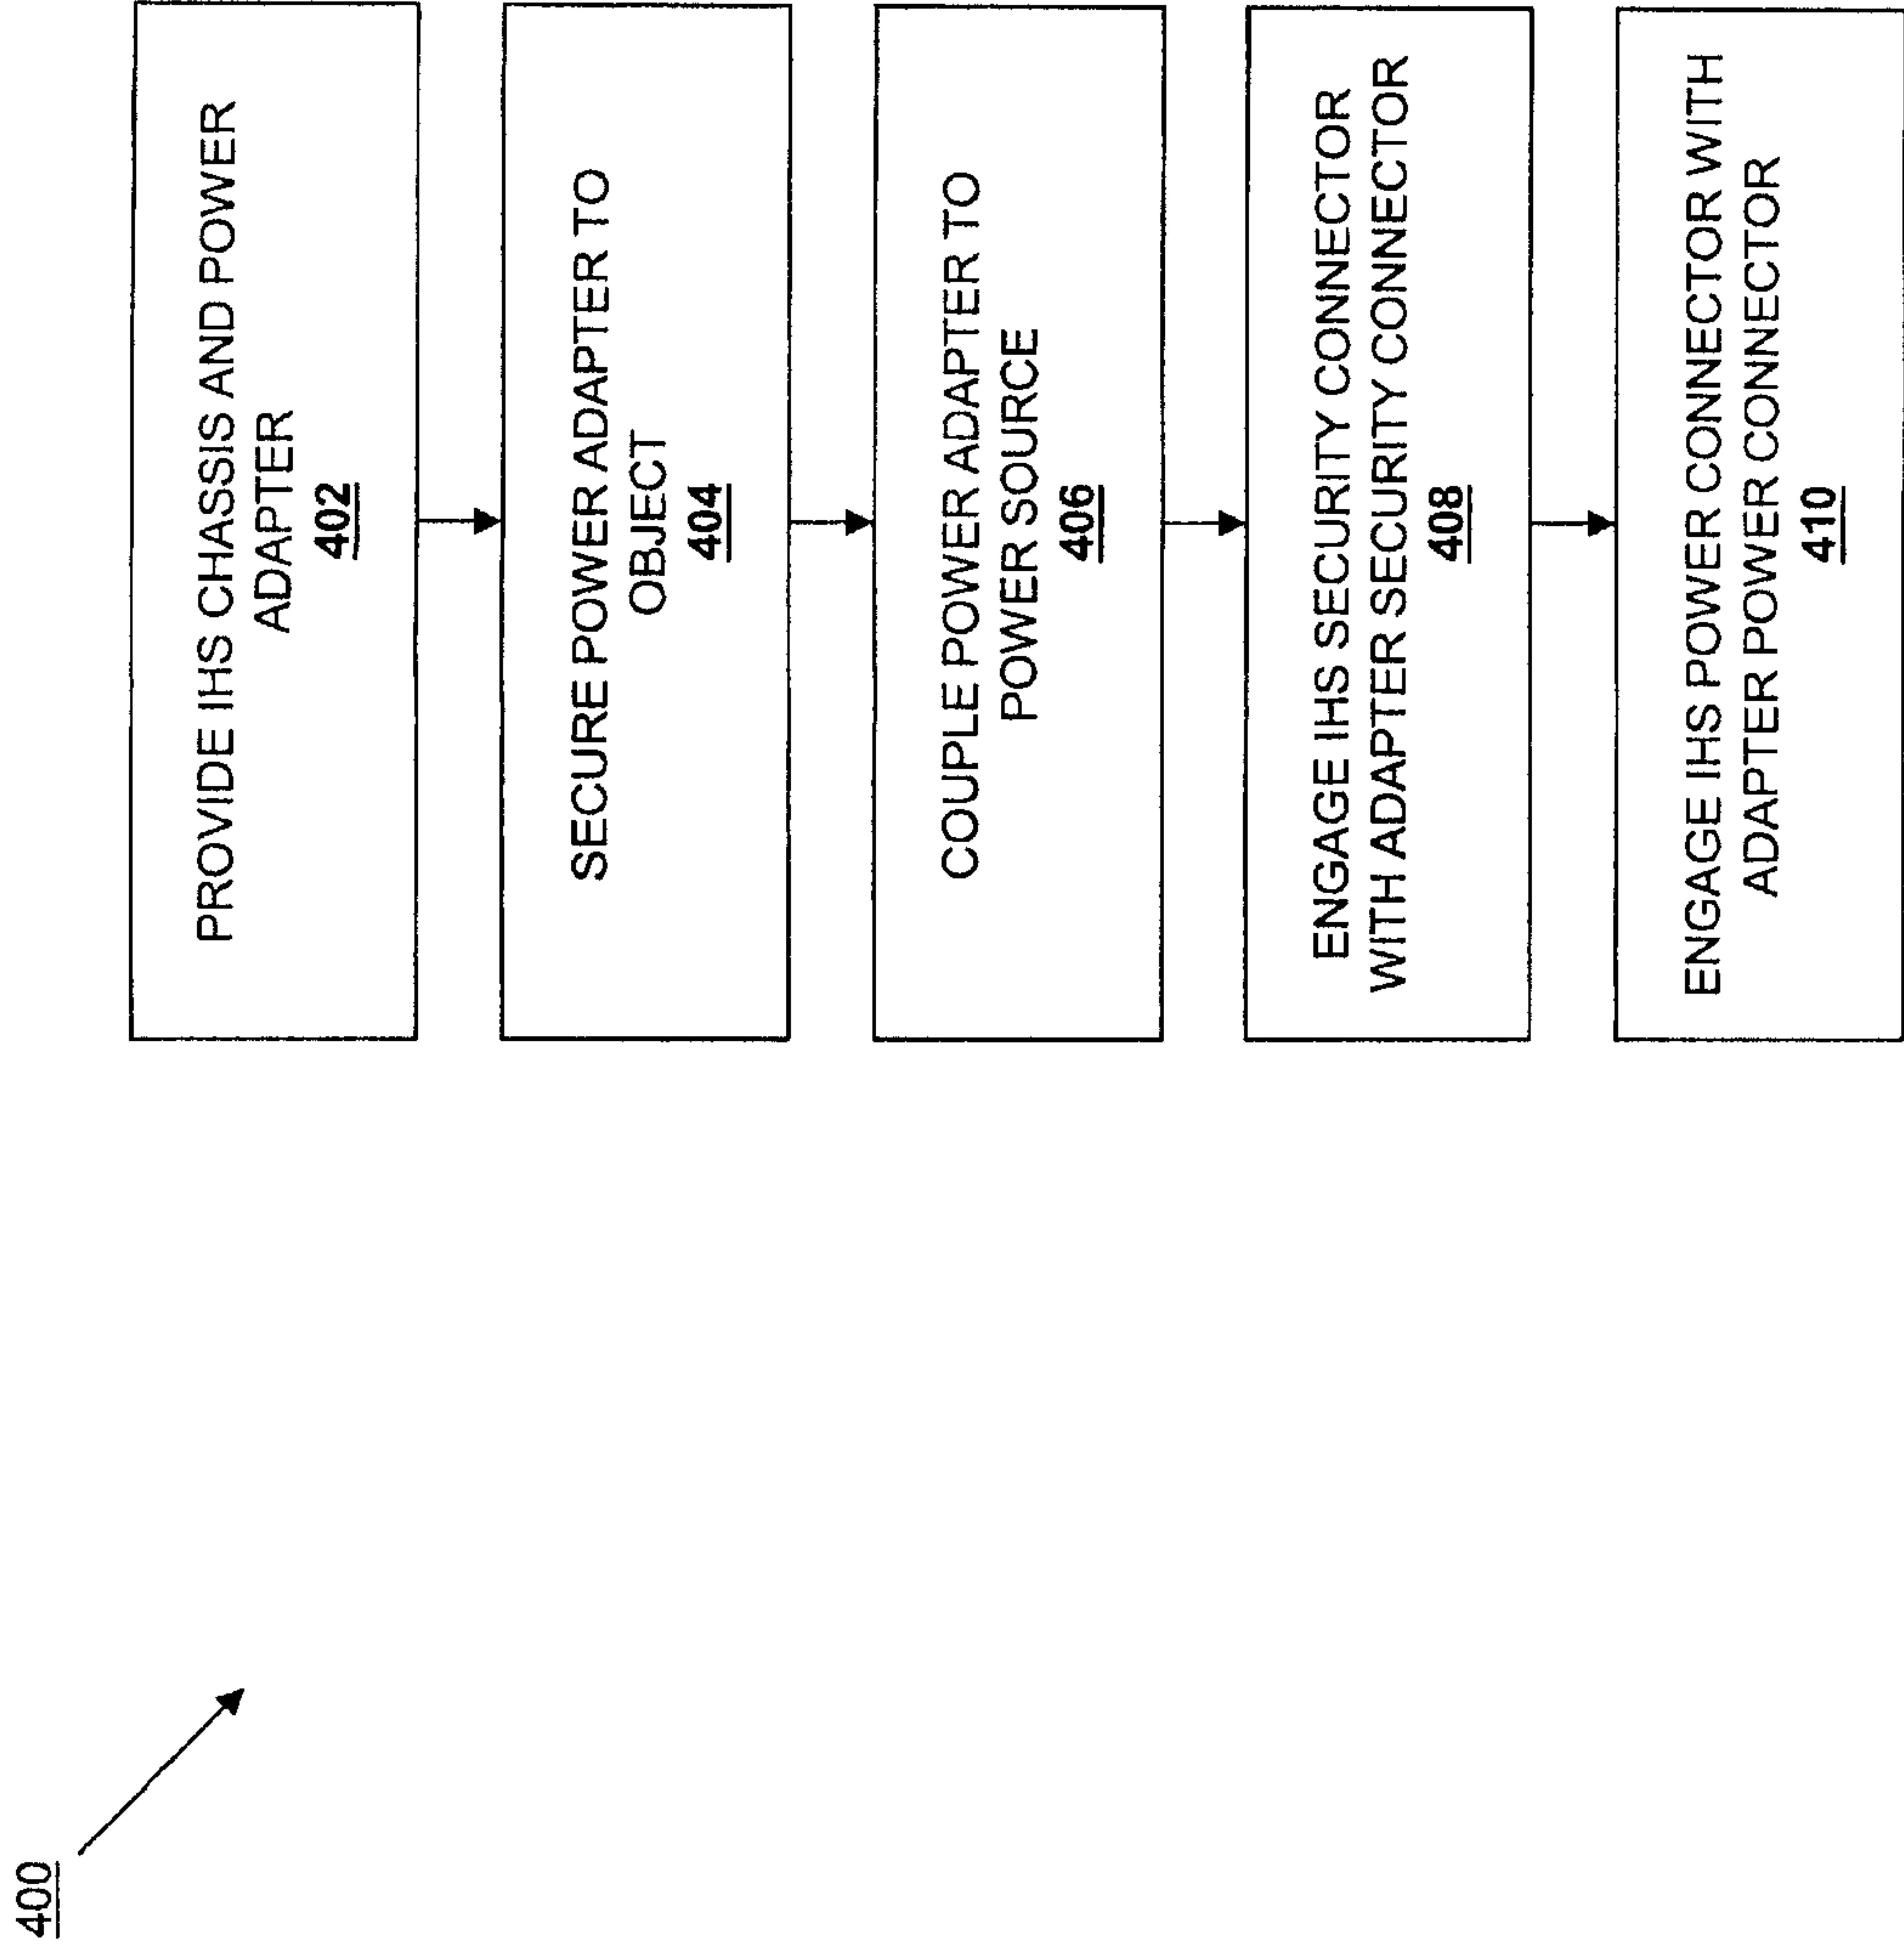 400
PROVIDE IHS CHASSIS AND POWER
ADAPTER
402
SECURE POWER ADAPTER TO
OBJECT
404
COUPLE POWER ADAPTER TO
POWER SOURCE
406
ENGAGE IHS SECURITY CONNECTOR
WITH ADAPTER SECURITY CONNECTOR
408
ENGAGE IHS POWER CONNECTOR WITH
ADAPTER POWER CONNECTOR
410